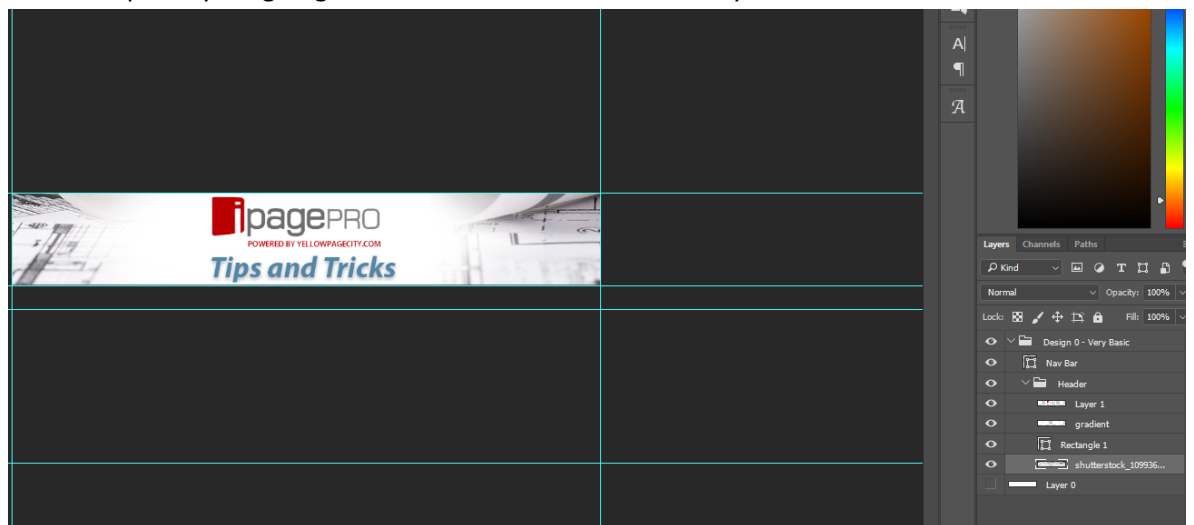 A|
¶
A
ipagePRO
POWERED BY YELLOWPAGECITY.COM
Tips and Tricks
Layers Channels Paths
Kind T
Normal Opacity: 100%
Lock: Fill: 100%
Design 0 - Very Basic
Nav Bar
Header
Layer 1
gradient
Rectangle 1
shutterstock_109936...
Layer 0